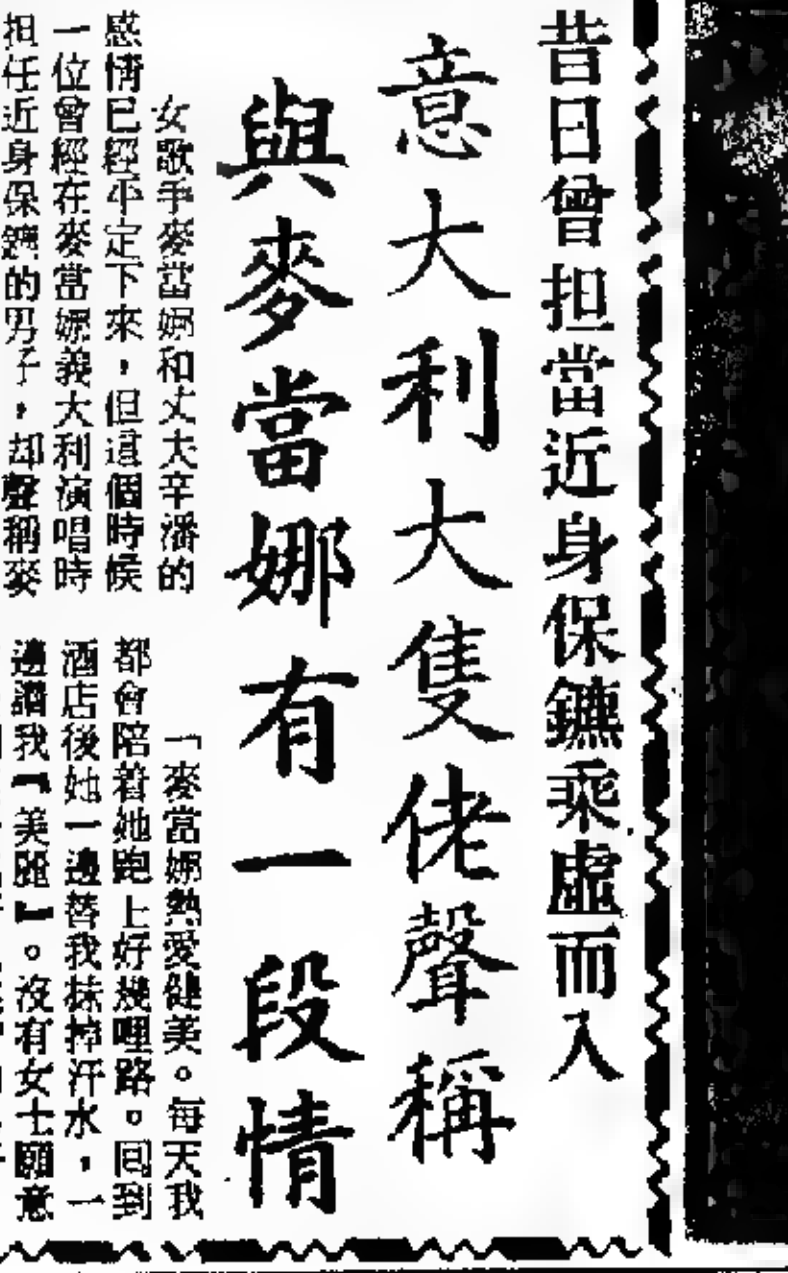 昔日曾担當近身保鑣乘虛而入
意大利大隻佬聲稱
與麥當娜有一段情
女歌手麥當娜和丈夫辛潘的
感情已經平定下來，但這個時候
一位曾經在麥當娜義大利演唱時
担任近身保鑣的男子，却聲稱麥
「麥當娜熱愛健美。每天我
都會陪着她跑上好幾哩路。回到
酒店後她一邊替我抹掉汗水，一
邊讚我『美麗』。沒有女士願意